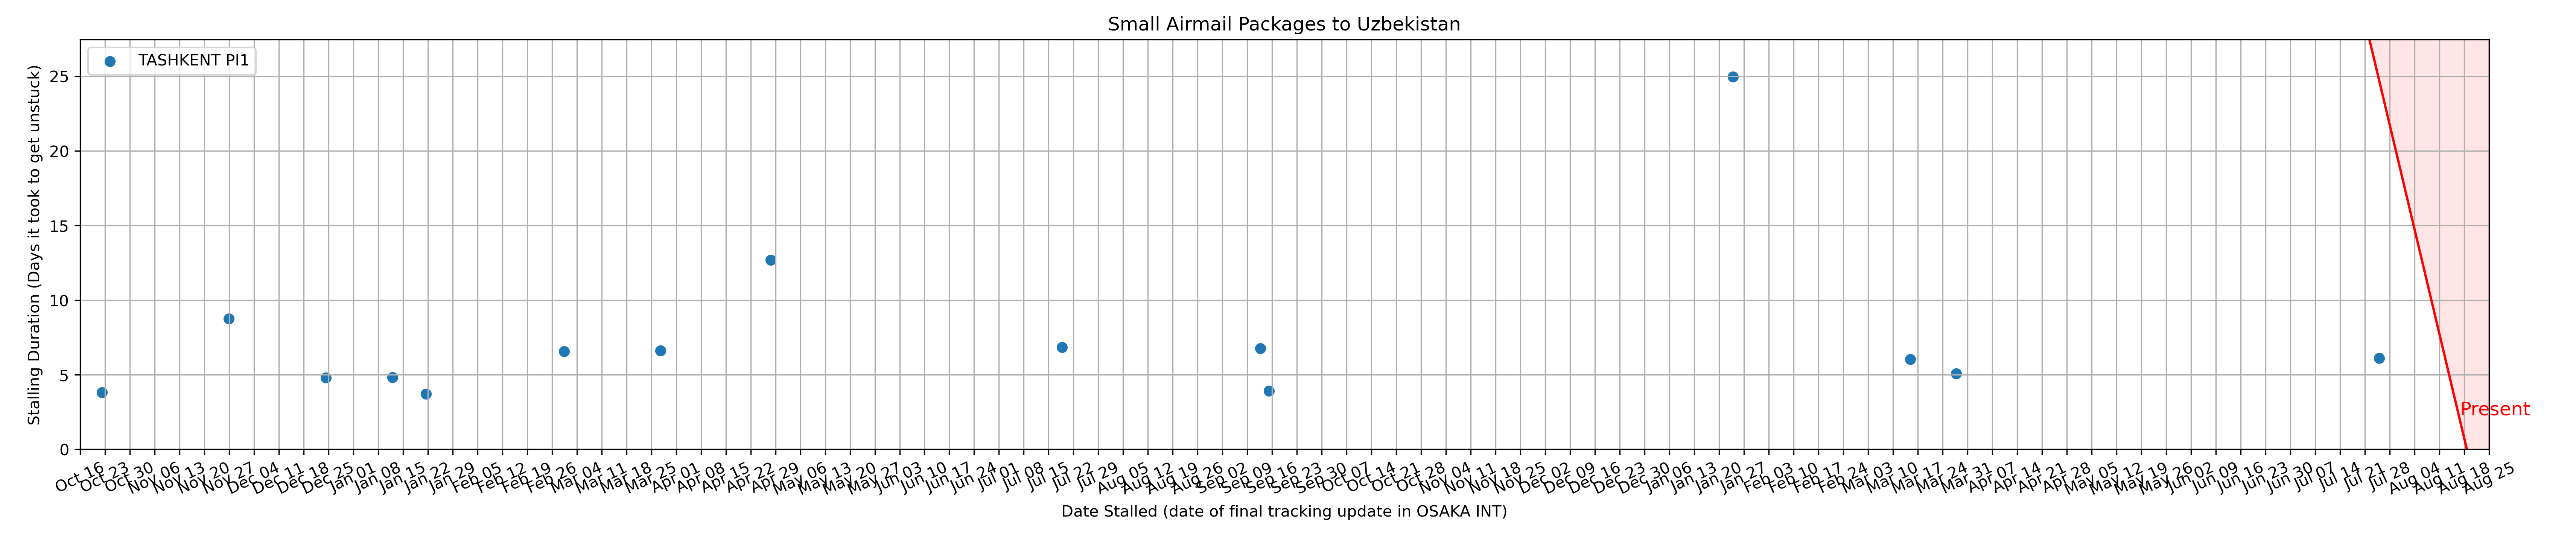 Small Airmail Packages to Uzbekistan
TASHKENT PI1
Stalling Duration (Days it took to get unstuck)
25
20
15
10
5
0
Present
Oct 16 Oct 23 Oct 30 Nov 06 Nov 13 Nov 20 Nov 27 Dec 04 Dec 11 Dec 18 Dec 25 Jan 01 Jan 08 Jan 15 Jan 22 Jan 29 Feb 05 Feb 12 Feb 19 Feb 26 Mar 04 Mar 11 Mar 18 Mar 25 Apr 01 Apr 08 Apr 15 Apr 22 Apr 29 May 06 May 13 May 20 May 27 Jun 03 Jun 10 Jun 17 Jun 24 Jul 01 Jul 08 Jul 15 Jul 22 Jul 29 Aug 05 Aug 12 Aug 19 Aug 26 Sep 02 Sep 09 Sep 16 Sep 23 Sep 30 Oct 07 Oct 14 Oct 21 Oct 28 Nov 04 Nov 11 Nov 18 Nov 25 Dec 02 Dec 09 Dec 16 Dec 23 Dec 30 Jan 06 Jan 13 Jan 20 Jan 27 Feb 03 Feb 10 Feb 17 Feb 24 Mar 03 Mar 10 Mar 17 Mar 24 Mar 31 Apr 07 Apr 14 Apr 21 Apr 28 May 05 May 12 May 19 May 26 Jun 02 Jun 09 Jun 16 Jun 23 Jun 30 Jul 07 Jul 14 Jul 21 Jul 28 Aug 04 Aug 11 Aug 18 Aug 25
Date Stalled (date of final tracking update in OSAKA INT)